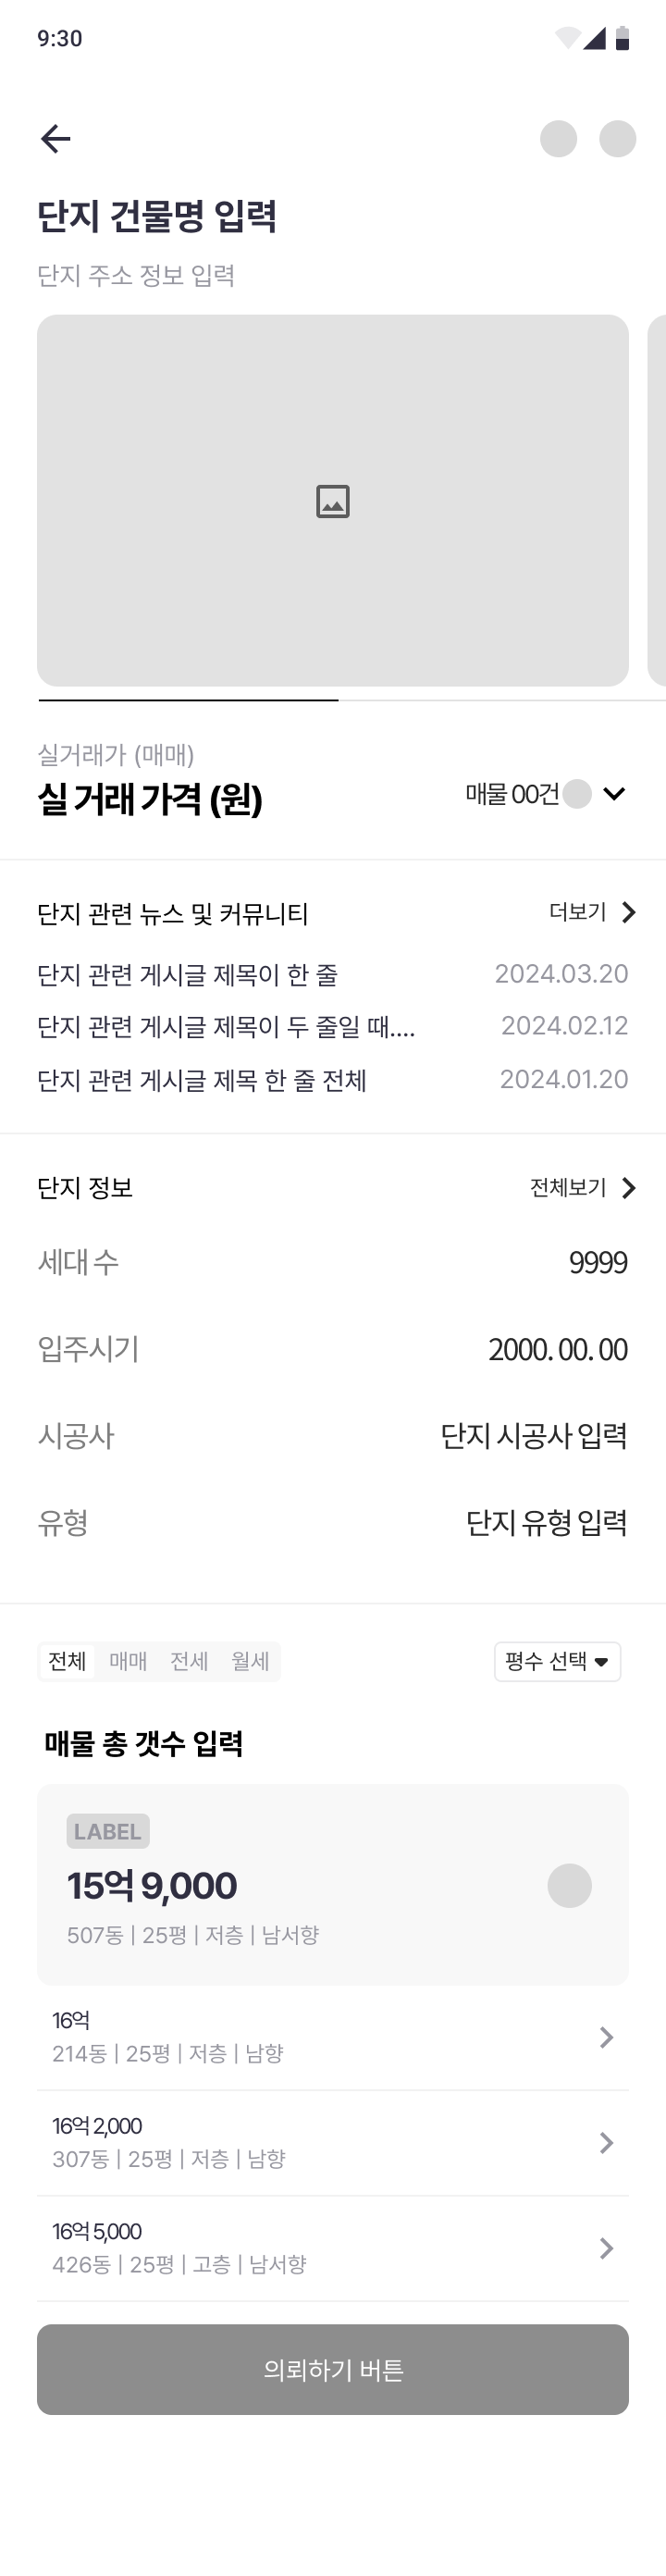 9:30
단지 건물명 입력
단지 주소 정보 입력
실거래가 (매매)
실 거래 가격 (원)
매물 00건
단지 관련 뉴스 및 커뮤니티 더보기
단지 관련 게시글 제목이 한 줄 2024.03.20
단지 관련 게시글 제목이 두 줄일 때.... 2024.02.12
단지 관련 게시글 제목 한 줄 전체 2024.01.20
단지 정보 전체보기
세대 수 9999
입주시기 2000. 00. 00
시공사 단지 시공사 입력
유형 단지 유형 입력
전체 매매 전세 월세 평수 선택
매물 총 갯수 입력
LABEL
15억 9,000
507동 | 25평 | 저층 | 남서향
16억
214동 | 25평 | 저층 | 남향
16억 2,000
307동 | 25평 | 저층 | 남향
16억 5,000
426동 | 25평 | 고층 | 남서향
의뢰하기 버튼